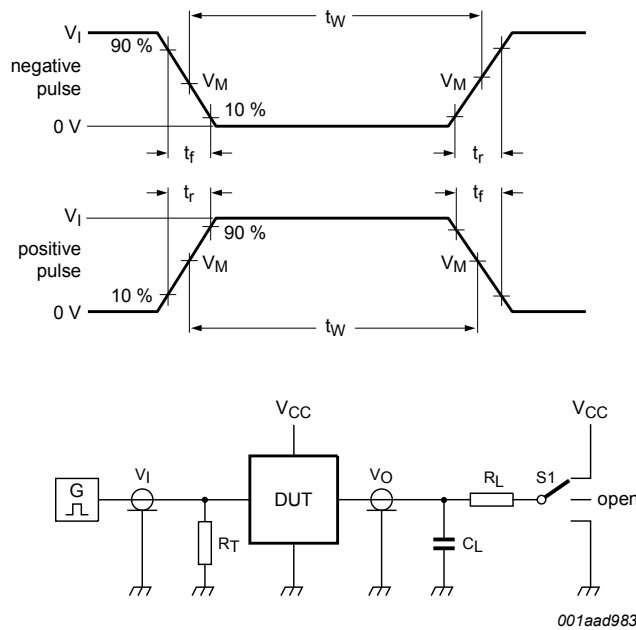 V_I
t_W
90 %
negative
pulse
V_M
V_M
10 %
0 V
t_f
t_r
t_r
t_f
V_I
90 %
positive
pulse
V_M
V_M
10 %
0 V
t_W
V_CC
V_CC
V_I
V_O
R_L
S1
G
DUT
open
R_T
C_L
001aad983